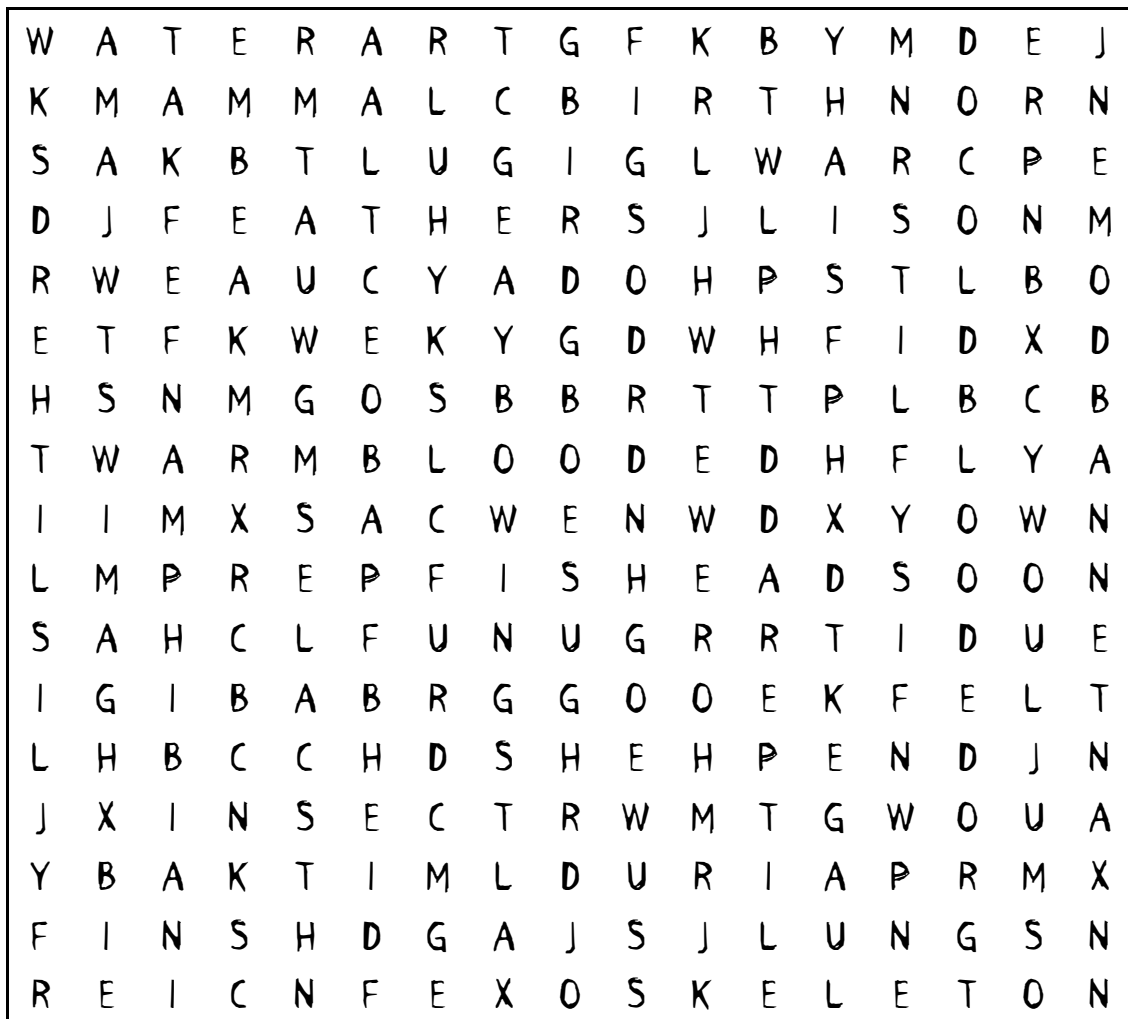 W A T E R A R T G F K B Y M D E J
K M A M M A L C B I R T H N O R N
S A K B T L U G I G L W A R C P E
D J F E A T H E R S J L I S O N M
R W E A U C Y A D O H P S T L B O
E T F K W E K Y G D W H F I D X D
H S N M G O S B B R T T P L B C B
T W A R M B L O O D E D H F L Y A
I I M X S A C W E N W D X Y O W N
L M P R E P F I S H E A D S O O N
S A H C L F U N U G R R T I D U E
I G I B A B R G G O O E K F E L T
L H B C C H D S H E H P E N D J N
J X I N S E C T R W M T G W O U A
Y B A K T I M L D U R I A P R M X
F I N S H D G A J S J L U N G S N
R E I C N F E X O S K E L E T O N